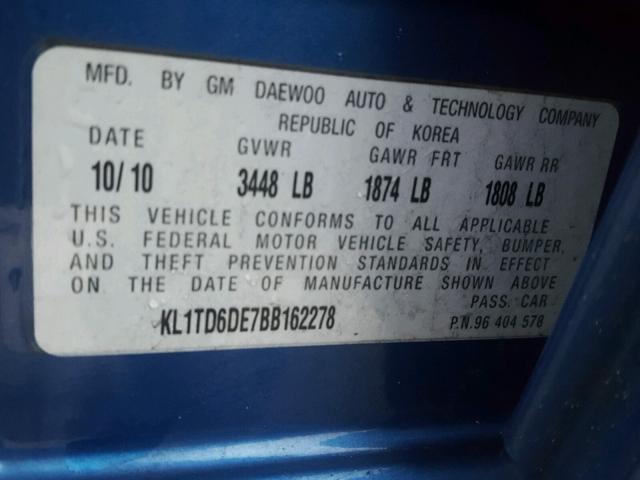 MFD. BY GM DAEWOO AUTO & TECHNOLOGY COMPANY
REPUBLIC OF KOREA
DATE GVWR GAWR FRT GAWR RR
10/10 3448 LB 1874 LB 1808 LB
THIS VEHICLE CONFORMS TO ALL APPLICABLE
U.S. FEDERAL MOTOR VEHICLE SAFETY, BUMPER,
AND THEFT PREVENTION STANDARDS IN EFFECT
ON THE DATE OF MANUFACTURE SHOWN ABOVE
PASS. CAR
KL1TD6DE7BB162278 P.N.96 404 578